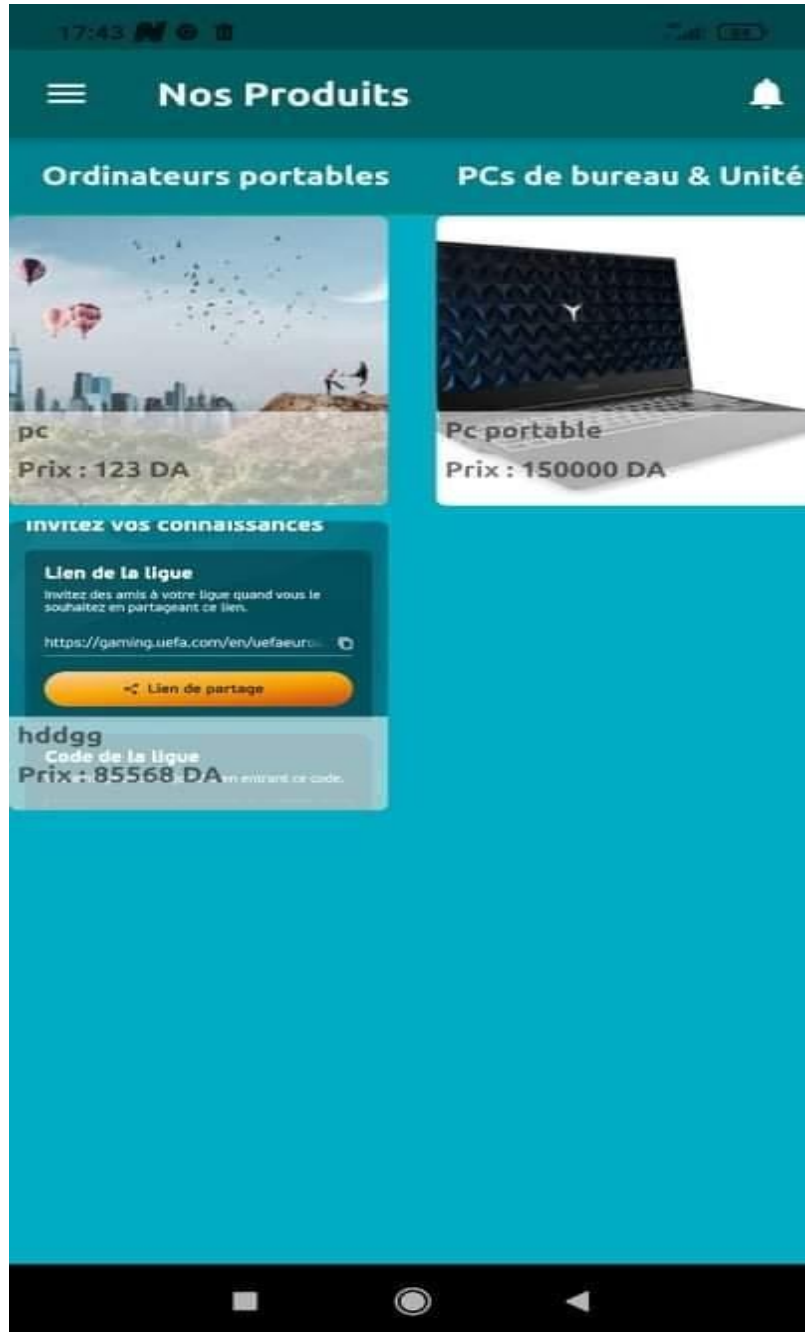 17:43
Nos Produits
Ordinateurs portables
PCs de bureau & Unité
pc
Prix : 123 DA
Pc portable
Prix : 150000 DA
Invitez vos connaissances
Lien de la ligue
Invitez des amis à votre ligue quand vous le
souhaitez en partageant ce lien.
https://gaming.uefa.com/en/uefaeuro
Lien de partage
hddgg
Code de la ligue
Prix : 85568 DA
en entrant ce code.